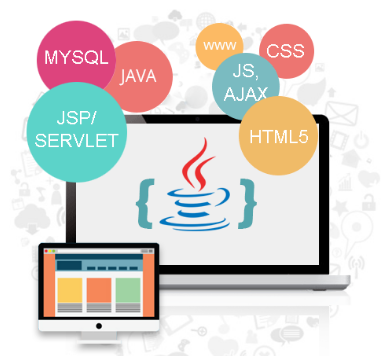 MYSQL
JAVA
JSP/
SERVLET
www
CSS
JS,
AJAX
HTML5